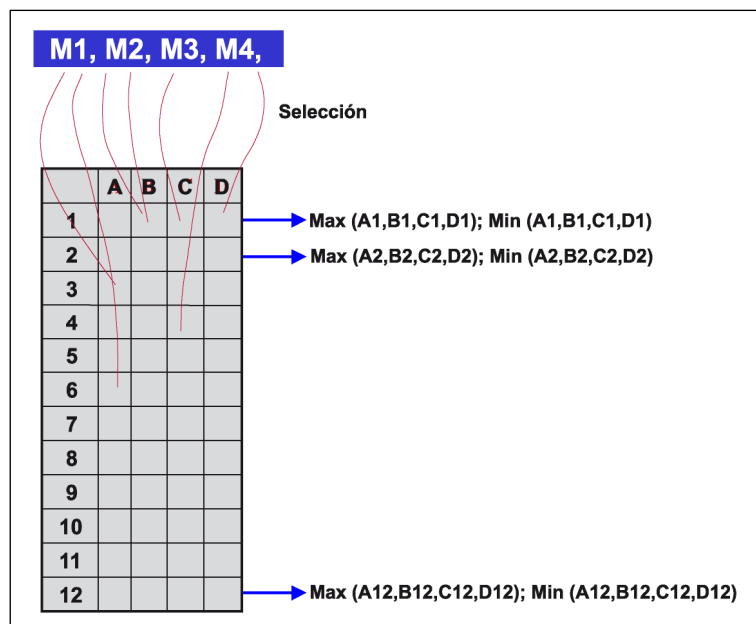 M1, M2, M3, M4,
Selección
A B C D
1 Max (A1,B1,C1,D1); Min (A1,B1,C1,D1)
2 Max (A2,B2,C2,D2); Min (A2,B2,C2,D2)
3
4
5
6
7
8
9
10
11
12 Max (A12,B12,C12,D12); Min (A12,B12,C12,D12)